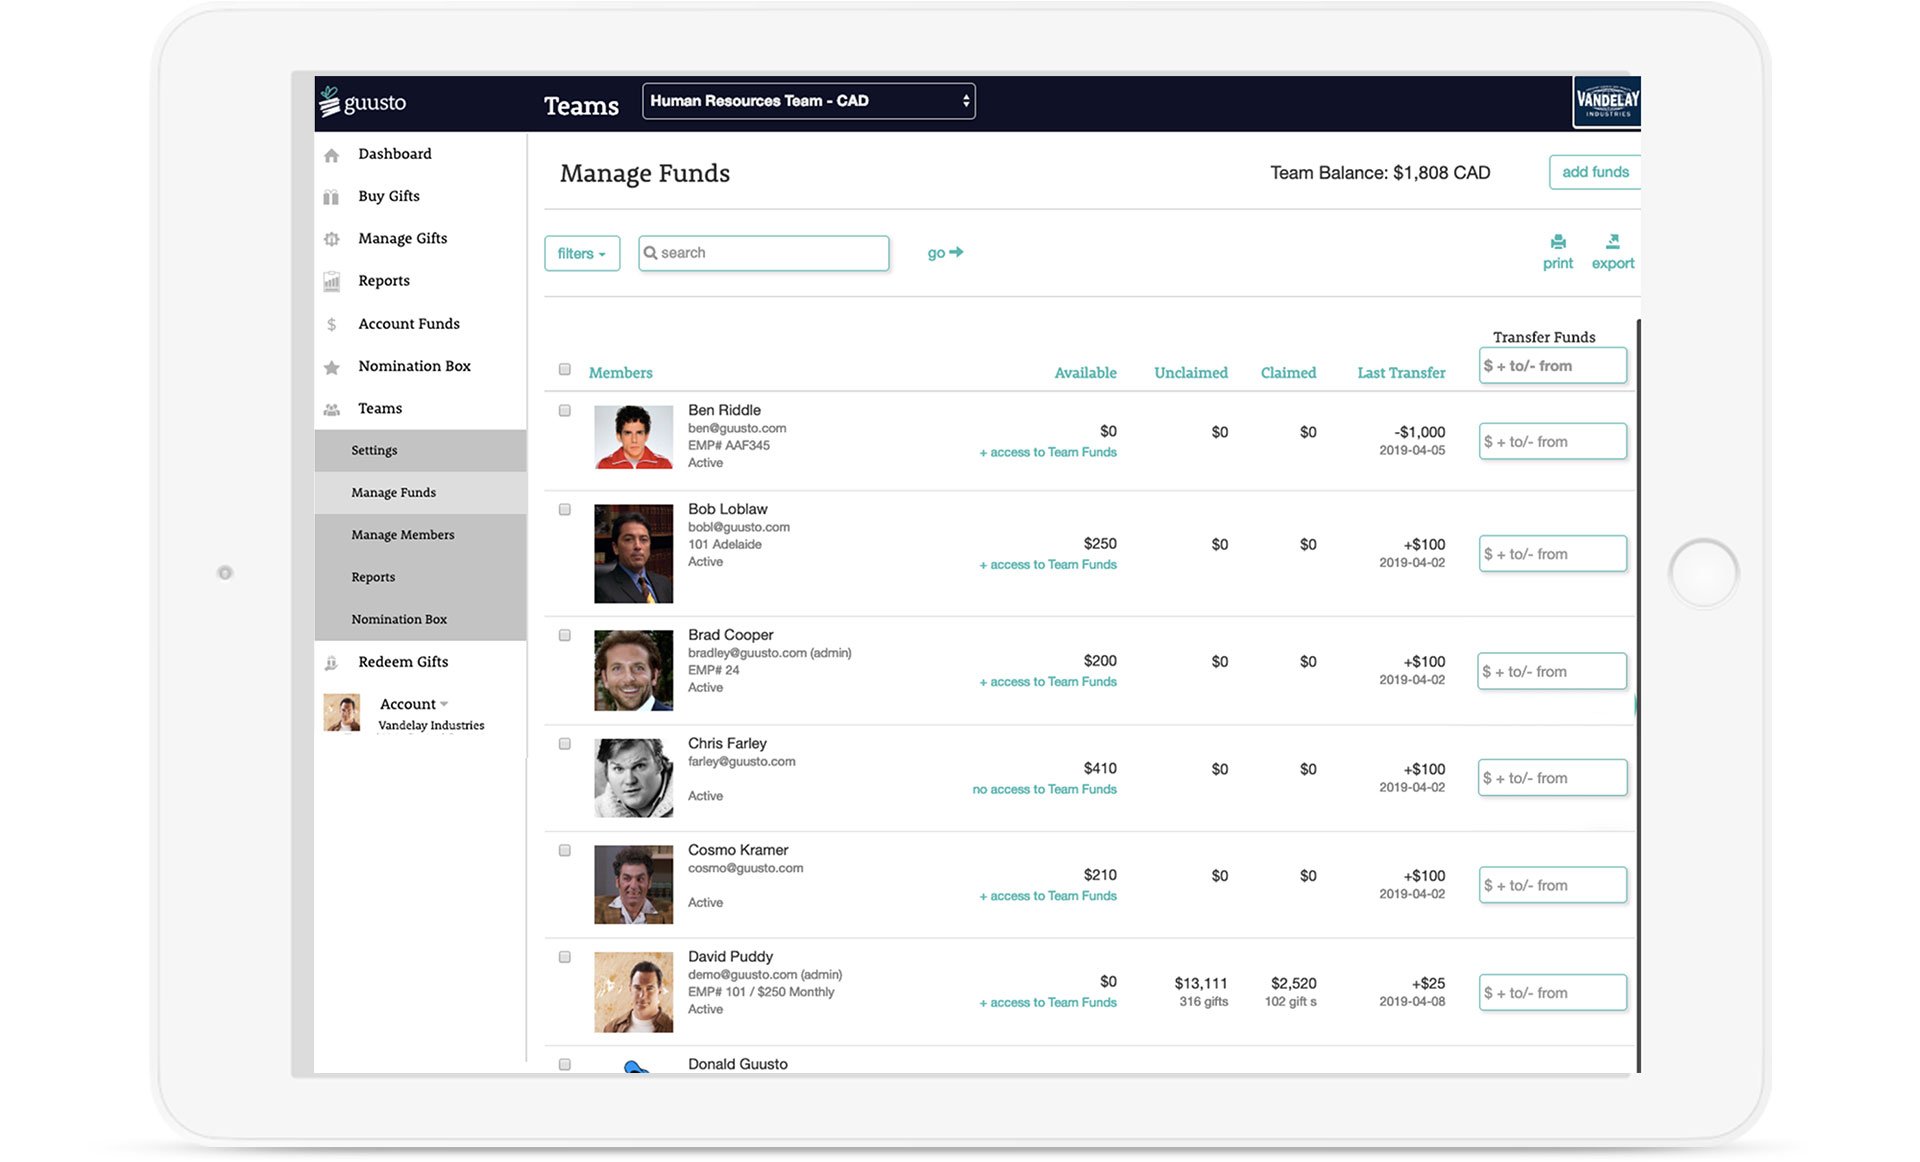 guusto
Teams
Human Resources Team - CAD
VANDELAY
INDUSTRIES
Dashboard
Buy Gifts
Manage Gifts
Reports
Account Funds
Nomination Box
Teams
Settings
Manage Funds
Manage Members
Reports
Nomination Box
Redeem Gifts
Account
Vandelay Industries
Manage Funds
Team Balance: $1,808 CAD
add funds
filters
search
go
print
export
Transfer Funds
Members
Available
Unclaimed
Claimed
Last Transfer
$ + to/- from
Ben Riddle
ben@guusto.com
EMP# AAF345
Active
$0
+ access to Team Funds
$0
$0
-$1,000
2019-04-05
$ + to/- from
Bob Loblaw
bobl@guusto.com
101 Adelaide
Active
$250
+ access to Team Funds
$0
$0
+$100
2019-04-02
$ + to/- from
Brad Cooper
bradley@guusto.com (admin)
EMP# 24
Active
$200
+ access to Team Funds
$0
$0
+$100
2019-04-02
$ + to/- from
Chris Farley
farley@guusto.com
Active
$410
no access to Team Funds
$0
$0
+$100
2019-04-02
$ + to/- from
Cosmo Kramer
cosmo@guusto.com
Active
$210
+ access to Team Funds
$0
$0
+$100
2019-04-02
$ + to/- from
David Puddy
demo@guusto.com (admin)
EMP# 101 / $250 Monthly
Active
$0
+ access to Team Funds
$13,111
316 gifts
$2,520
102 gift s
+$25
2019-04-08
$ + to/- from
Donald Guusto